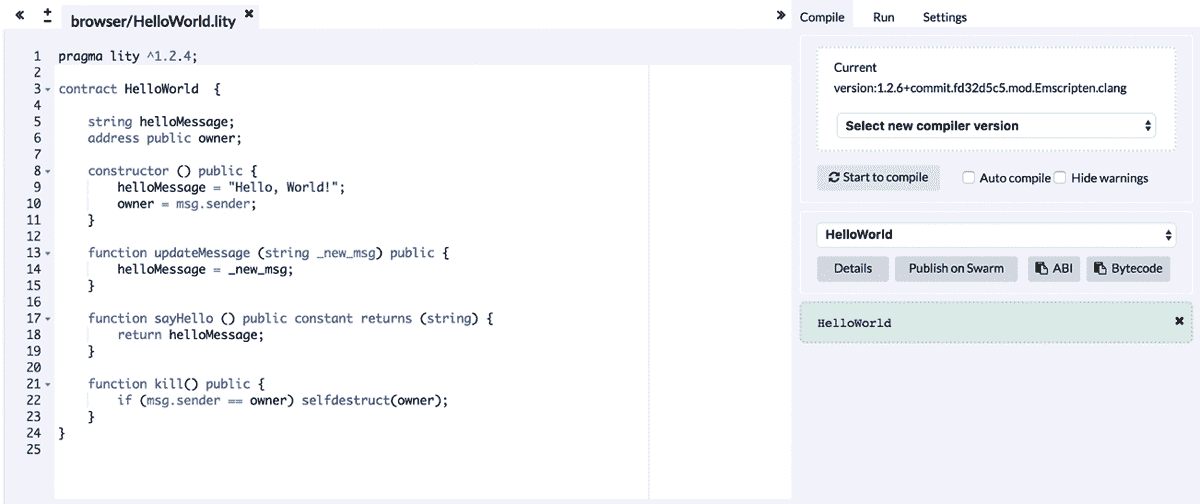 browser/HelloWorld.lity
1 pragma lity ^1.2.4;
2
3 contract HelloWorld  {
4
5     string helloMessage;
6     address public owner;
7
8     constructor () public {
9         helloMessage = "Hello, World!";
10         owner = msg.sender;
11     }
12
13     function updateMessage (string _new_msg) public {
14         helloMessage = _new_msg;
15     }
16
17     function sayHello () public constant returns (string) {
18         return helloMessage;
19     }
20
21     function kill() public {
22         if (msg.sender == owner) selfdestruct(owner);
23     }
24 }
25
Compile Run Settings
Current
version:1.2.6+commit.fd32d5c5.mod.Emscripten.clang
Select new compiler version
Start to compile Auto compile Hide warnings
HelloWorld
Details Publish on Swarm ABI Bytecode
HelloWorld